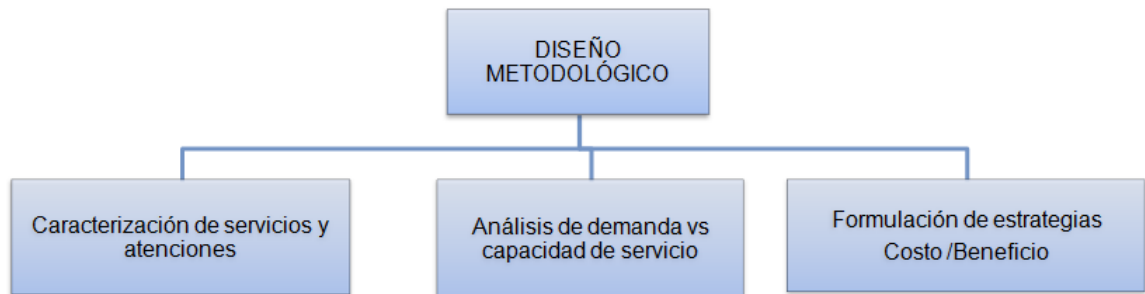 DISEÑO
METODOLÓGICO
Caracterización de servicios y
atenciones
Análisis de demanda vs
capacidad de servicio
Formulación de estrategias
Costo /Beneficio